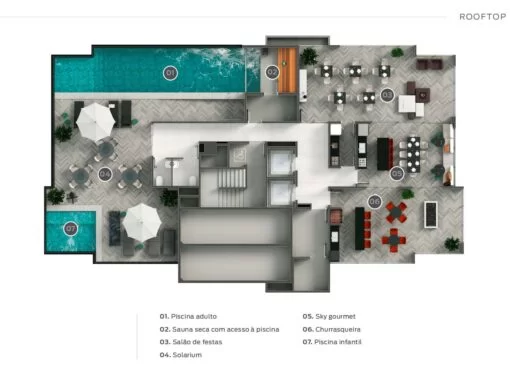 ROOFTOP
01
02
03
04
05
06
07
01. Piscina adulto
02. Sauna seca com acesso à piscina
03. Salão de festas
04. Solarium
05. Sky gourmet
06. Churrasqueira
07. Piscina infantil